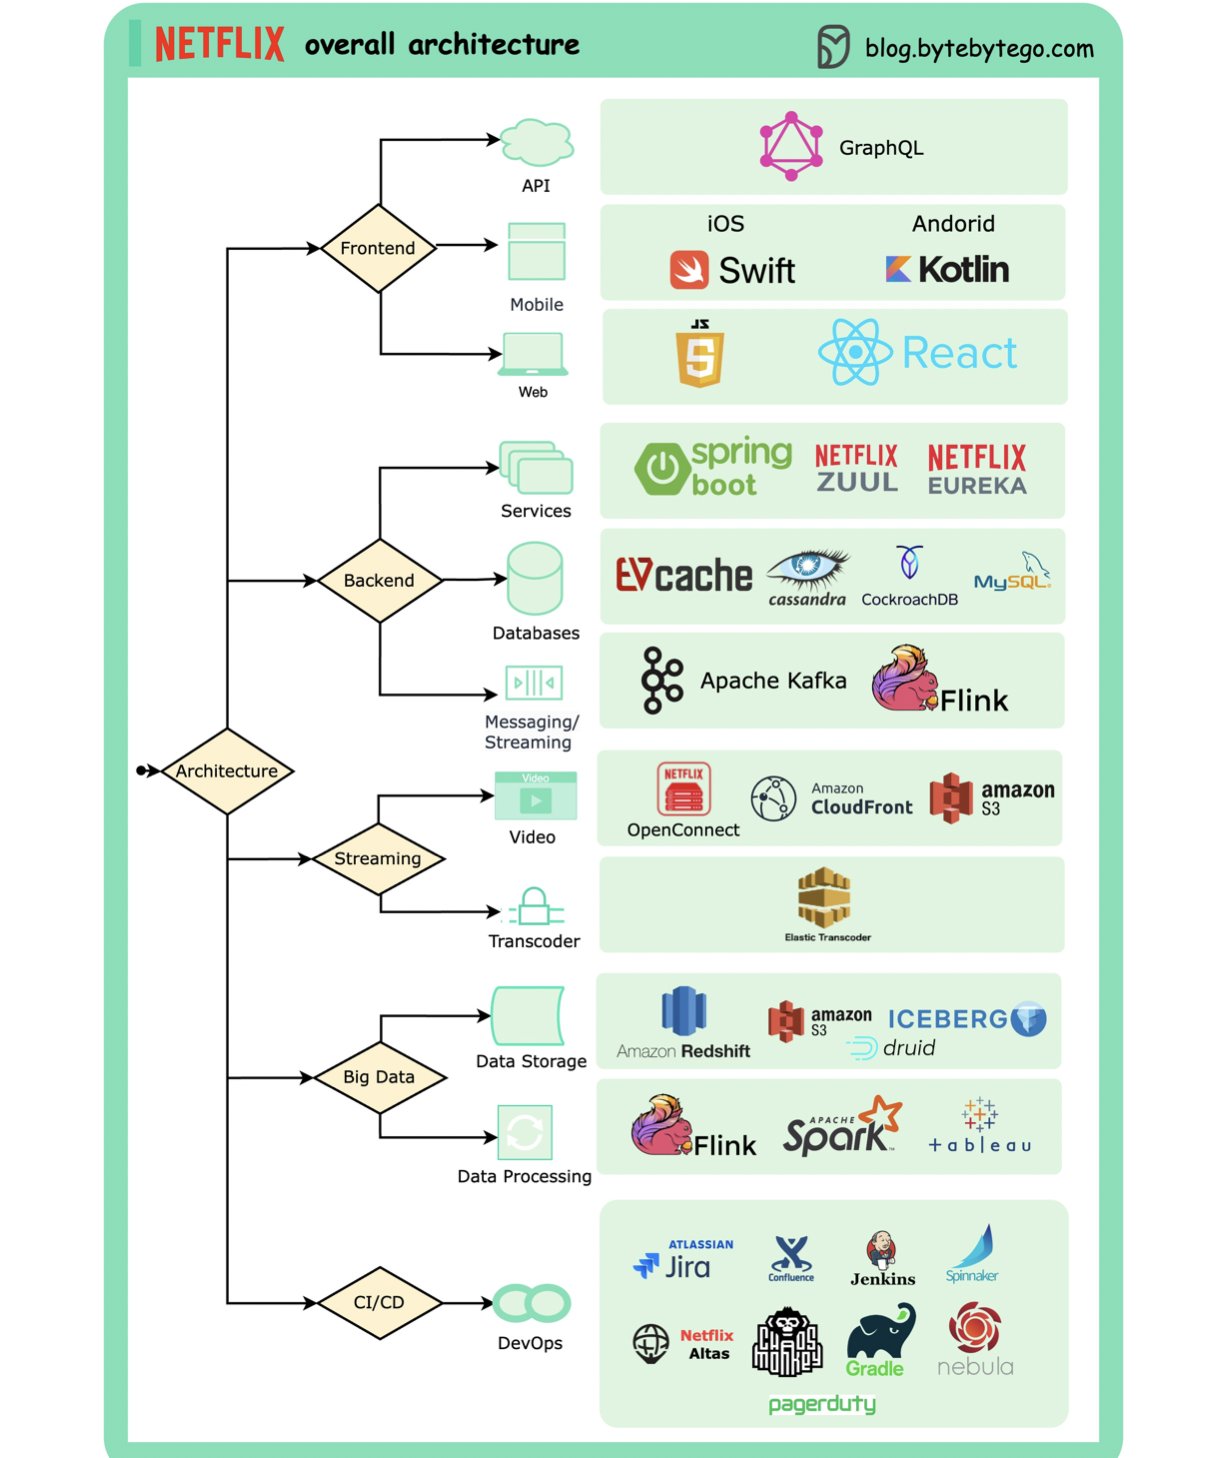 NETFLIX overall architecture
blog.bytebytego.com
API
GraphQL
Frontend
Mobile
iOS
Andorid
Swift
Kotlin
Web
JS
React
Services
spring
boot
NETFLIX
ZUUL
NETFLIX
EUREKA
Backend
Databases
EVcache
cassandra
CockroachDB
MySQL
Messaging/
Streaming
Apache Kafka
Flink
Architecture
Streaming
Video
Video
NETFLIX
OpenConnect
Amazon
CloudFront
amazon
S3
Transcoder
Elastic Transcoder
Big Data
Data Storage
Amazon Redshift
amazon
S3
ICEBERG
druid
Data Processing
Flink
APACHE
Spark
tableau
CI/CD
DevOps
ATLASSIAN
Jira
Confluence
Jenkins
Spinnaker
Netflix
Altas
CHAOS
MONKEY
Gradle
nebula
pagerduty